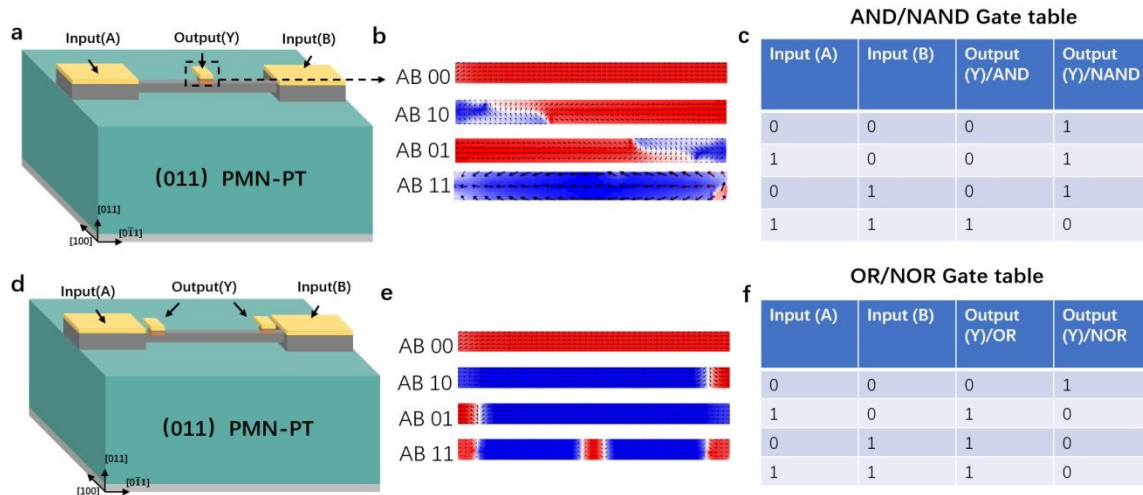 a
Input(A)
Output(Y)
Input(B)
(011) PMN-PT
[011]
[100]
[01̄1]
b
AB 00
AB 10
AB 01
AB 11
c
AND/NAND Gate table
Input (A) Input (B) Output (Y)/AND Output (Y)/NAND
0 0 0 1
1 0 0 1
0 1 0 1
1 1 1 0
d
Input(A)
Output(Y)
Input(B)
(011) PMN-PT
[011]
[100]
[01̄1]
e
AB 00
AB 10
AB 01
AB 11
f
OR/NOR Gate table
Input (A) Input (B) Output (Y)/OR Output (Y)/NOR
0 0 0 1
1 0 1 0
0 1 1 0
1 1 1 0